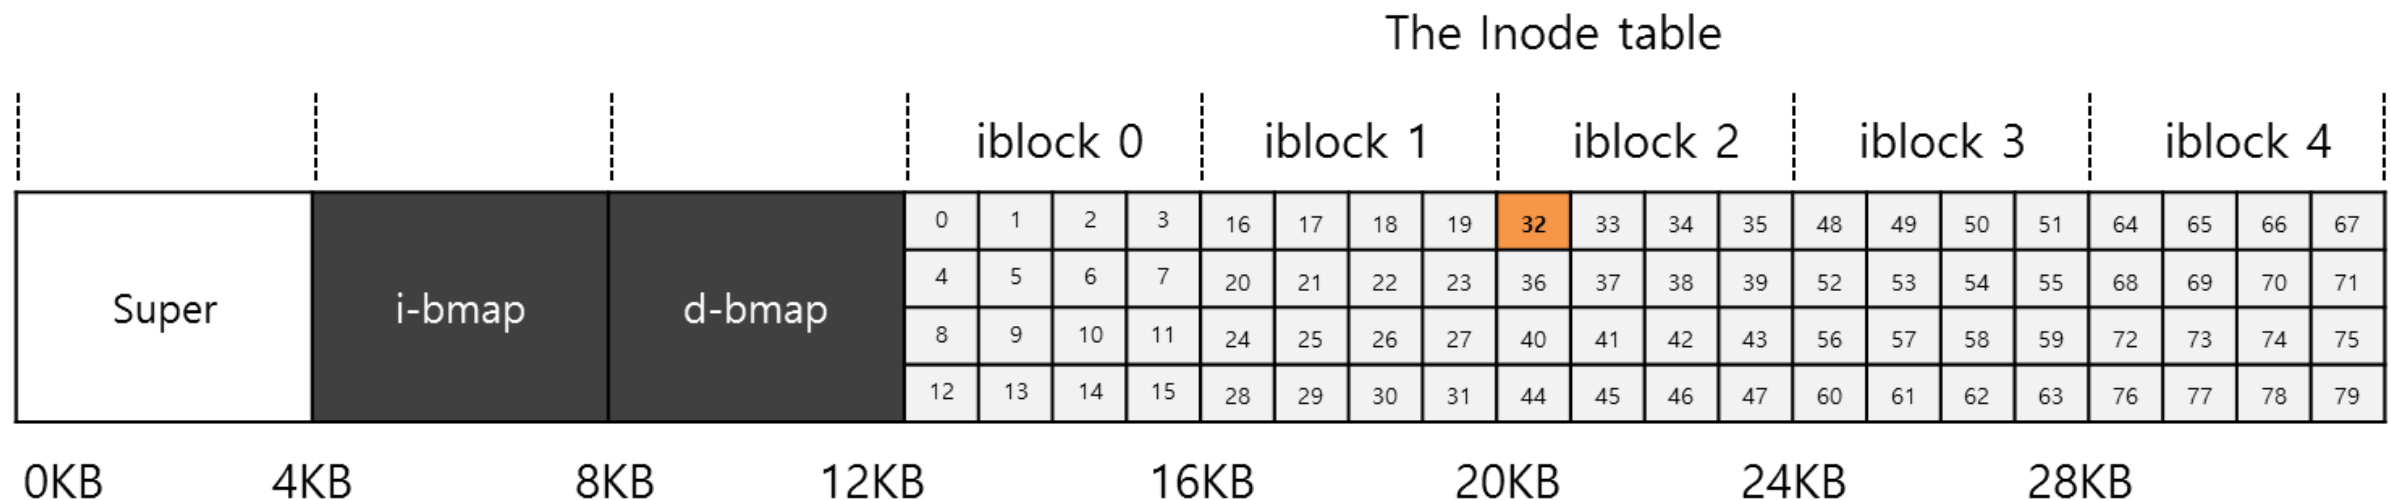 The Inode table
iblock 0 iblock 1 iblock 2 iblock 3 iblock 4
0 1 2 3 16 17 18 19 32 33 34 35 48 49 50 51 64 65 66 67
4 5 6 7 20 21 22 23 36 37 38 39 52 53 54 55 68 69 70 71
Super i-bmap d-bmap
8 9 10 11 24 25 26 27 40 41 42 43 56 57 58 59 72 73 74 75
12 13 14 15 28 29 30 31 44 45 46 47 60 61 62 63 76 77 78 79
0KB 4KB 8KB 12KB 16KB 20KB 24KB 28KB